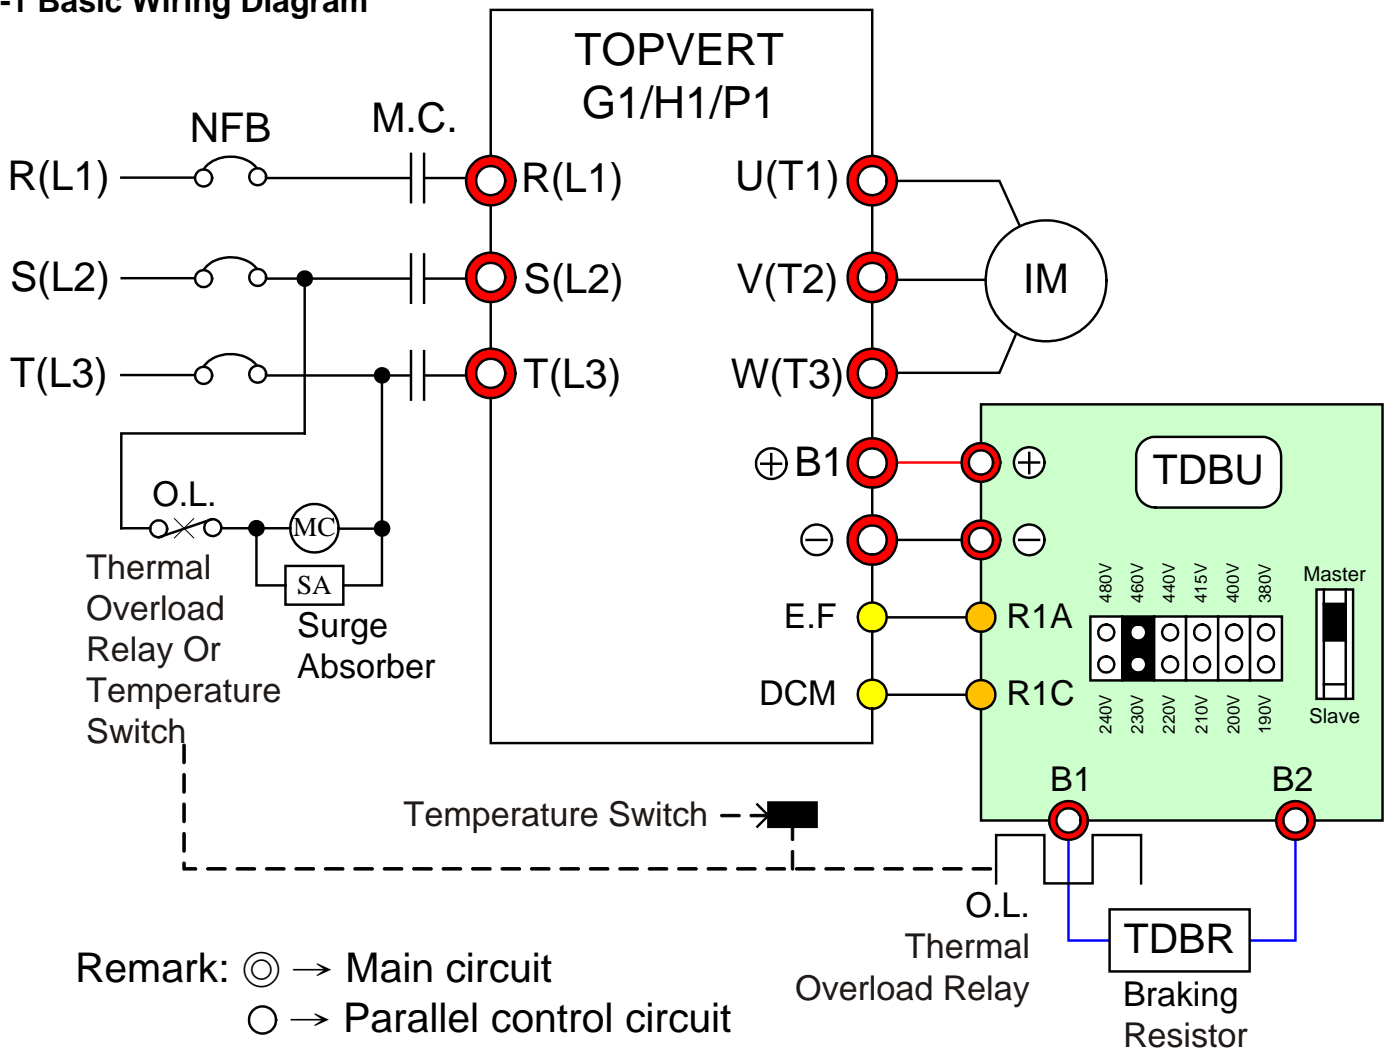 -1 Basic Wiring Diagram
TOPVERT
G1/H1/P1
NFB
M.C.
R(L1)
R(L1)
U(T1)
S(L2)
S(L2)
V(T2)
IM
T(L3)
T(L3)
W(T3)
⊕ B1
⊕
TDBU
O.L.
MC
⊖
⊖
SA
Thermal
Overload
Relay Or
Temperature
Switch
Surge
Absorber
E.F
R1A
DCM
R1C
480V
460V
440V
415V
400V
380V
240V
230V
220V
210V
200V
190V
Master
Slave
B1
B2
Temperature Switch
O.L.
Thermal
Overload Relay
TDBR
Braking
Resistor
Remark: ◎ → Main circuit
○ → Parallel control circuit